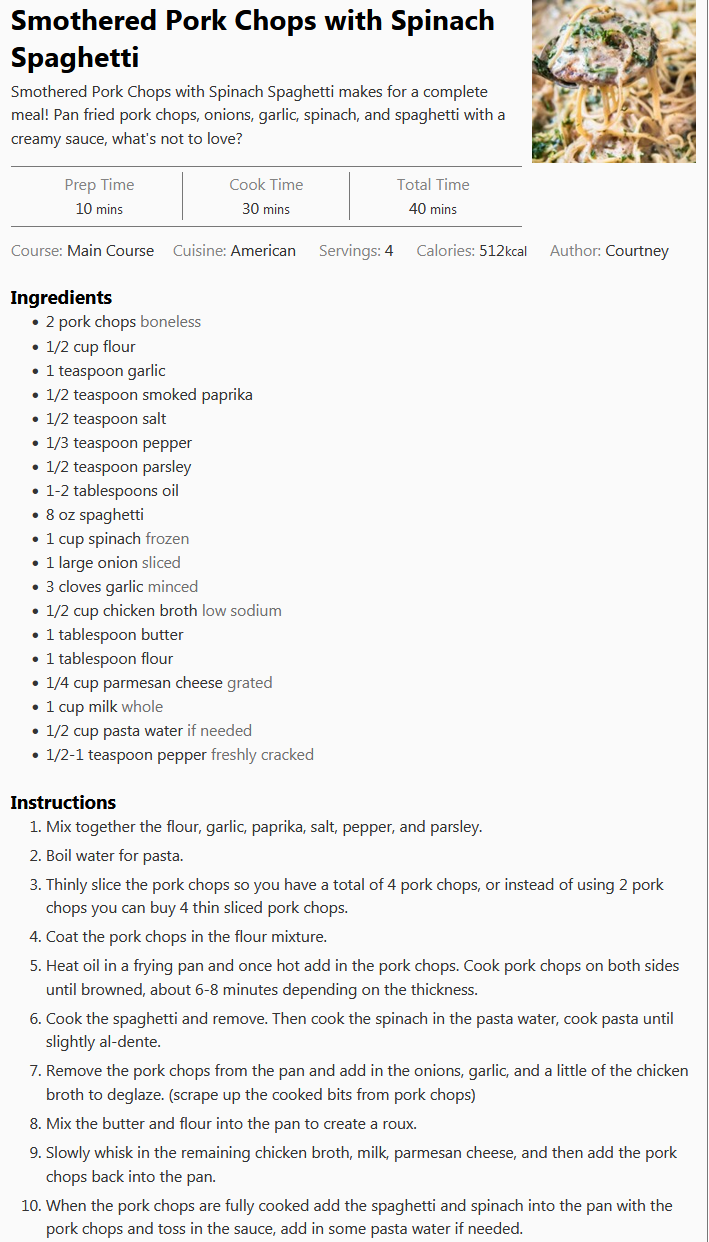 Smothered Pork Chops with Spinach
Spaghetti
Smothered Pork Chops with Spinach Spaghetti makes for a complete
meal! Pan fried pork chops, onions, garlic, spinach, and spaghetti with a
creamy sauce, what's not to love?
Prep Time Cook Time Total Time
10 mins 30 mins 40 mins
Course: Main Course Cuisine: American Servings: 4 Calories: 512kcal Author: Courtney
Ingredients
• 2 pork chops boneless
• 1/2 cup flour
• 1 teaspoon garlic
• 1/2 teaspoon smoked paprika
• 1/2 teaspoon salt
• 1/3 teaspoon pepper
• 1/2 teaspoon parsley
• 1-2 tablespoons oil
• 8 oz spaghetti
• 1 cup spinach frozen
• 1 large onion sliced
• 3 cloves garlic minced
• 1/2 cup chicken broth low sodium
• 1 tablespoon butter
• 1 tablespoon flour
• 1/4 cup parmesan cheese grated
• 1 cup milk whole
• 1/2 cup pasta water if needed
• 1/2-1 teaspoon pepper freshly cracked
Instructions
1. Mix together the flour, garlic, paprika, salt, pepper, and parsley.
2. Boil water for pasta.
3. Thinly slice the pork chops so you have a total of 4 pork chops, or instead of using 2 pork
chops you can buy 4 thin sliced pork chops.
4. Coat the pork chops in the flour mixture.
5. Heat oil in a frying pan and once hot add in the pork chops. Cook pork chops on both sides
until browned, about 6-8 minutes depending on the thickness.
6. Cook the spaghetti and remove. Then cook the spinach in the pasta water, cook pasta until
slightly al-dente.
7. Remove the pork chops from the pan and add in the onions, garlic, and a little of the chicken
broth to deglaze. (scrape up the cooked bits from pork chops)
8. Mix the butter and flour into the pan to create a roux.
9. Slowly whisk in the remaining chicken broth, milk, parmesan cheese, and then add the pork
chops back into the pan.
10. When the pork chops are fully cooked add the spaghetti and spinach into the pan with the
pork chops and toss in the sauce, add in some pasta water if needed.